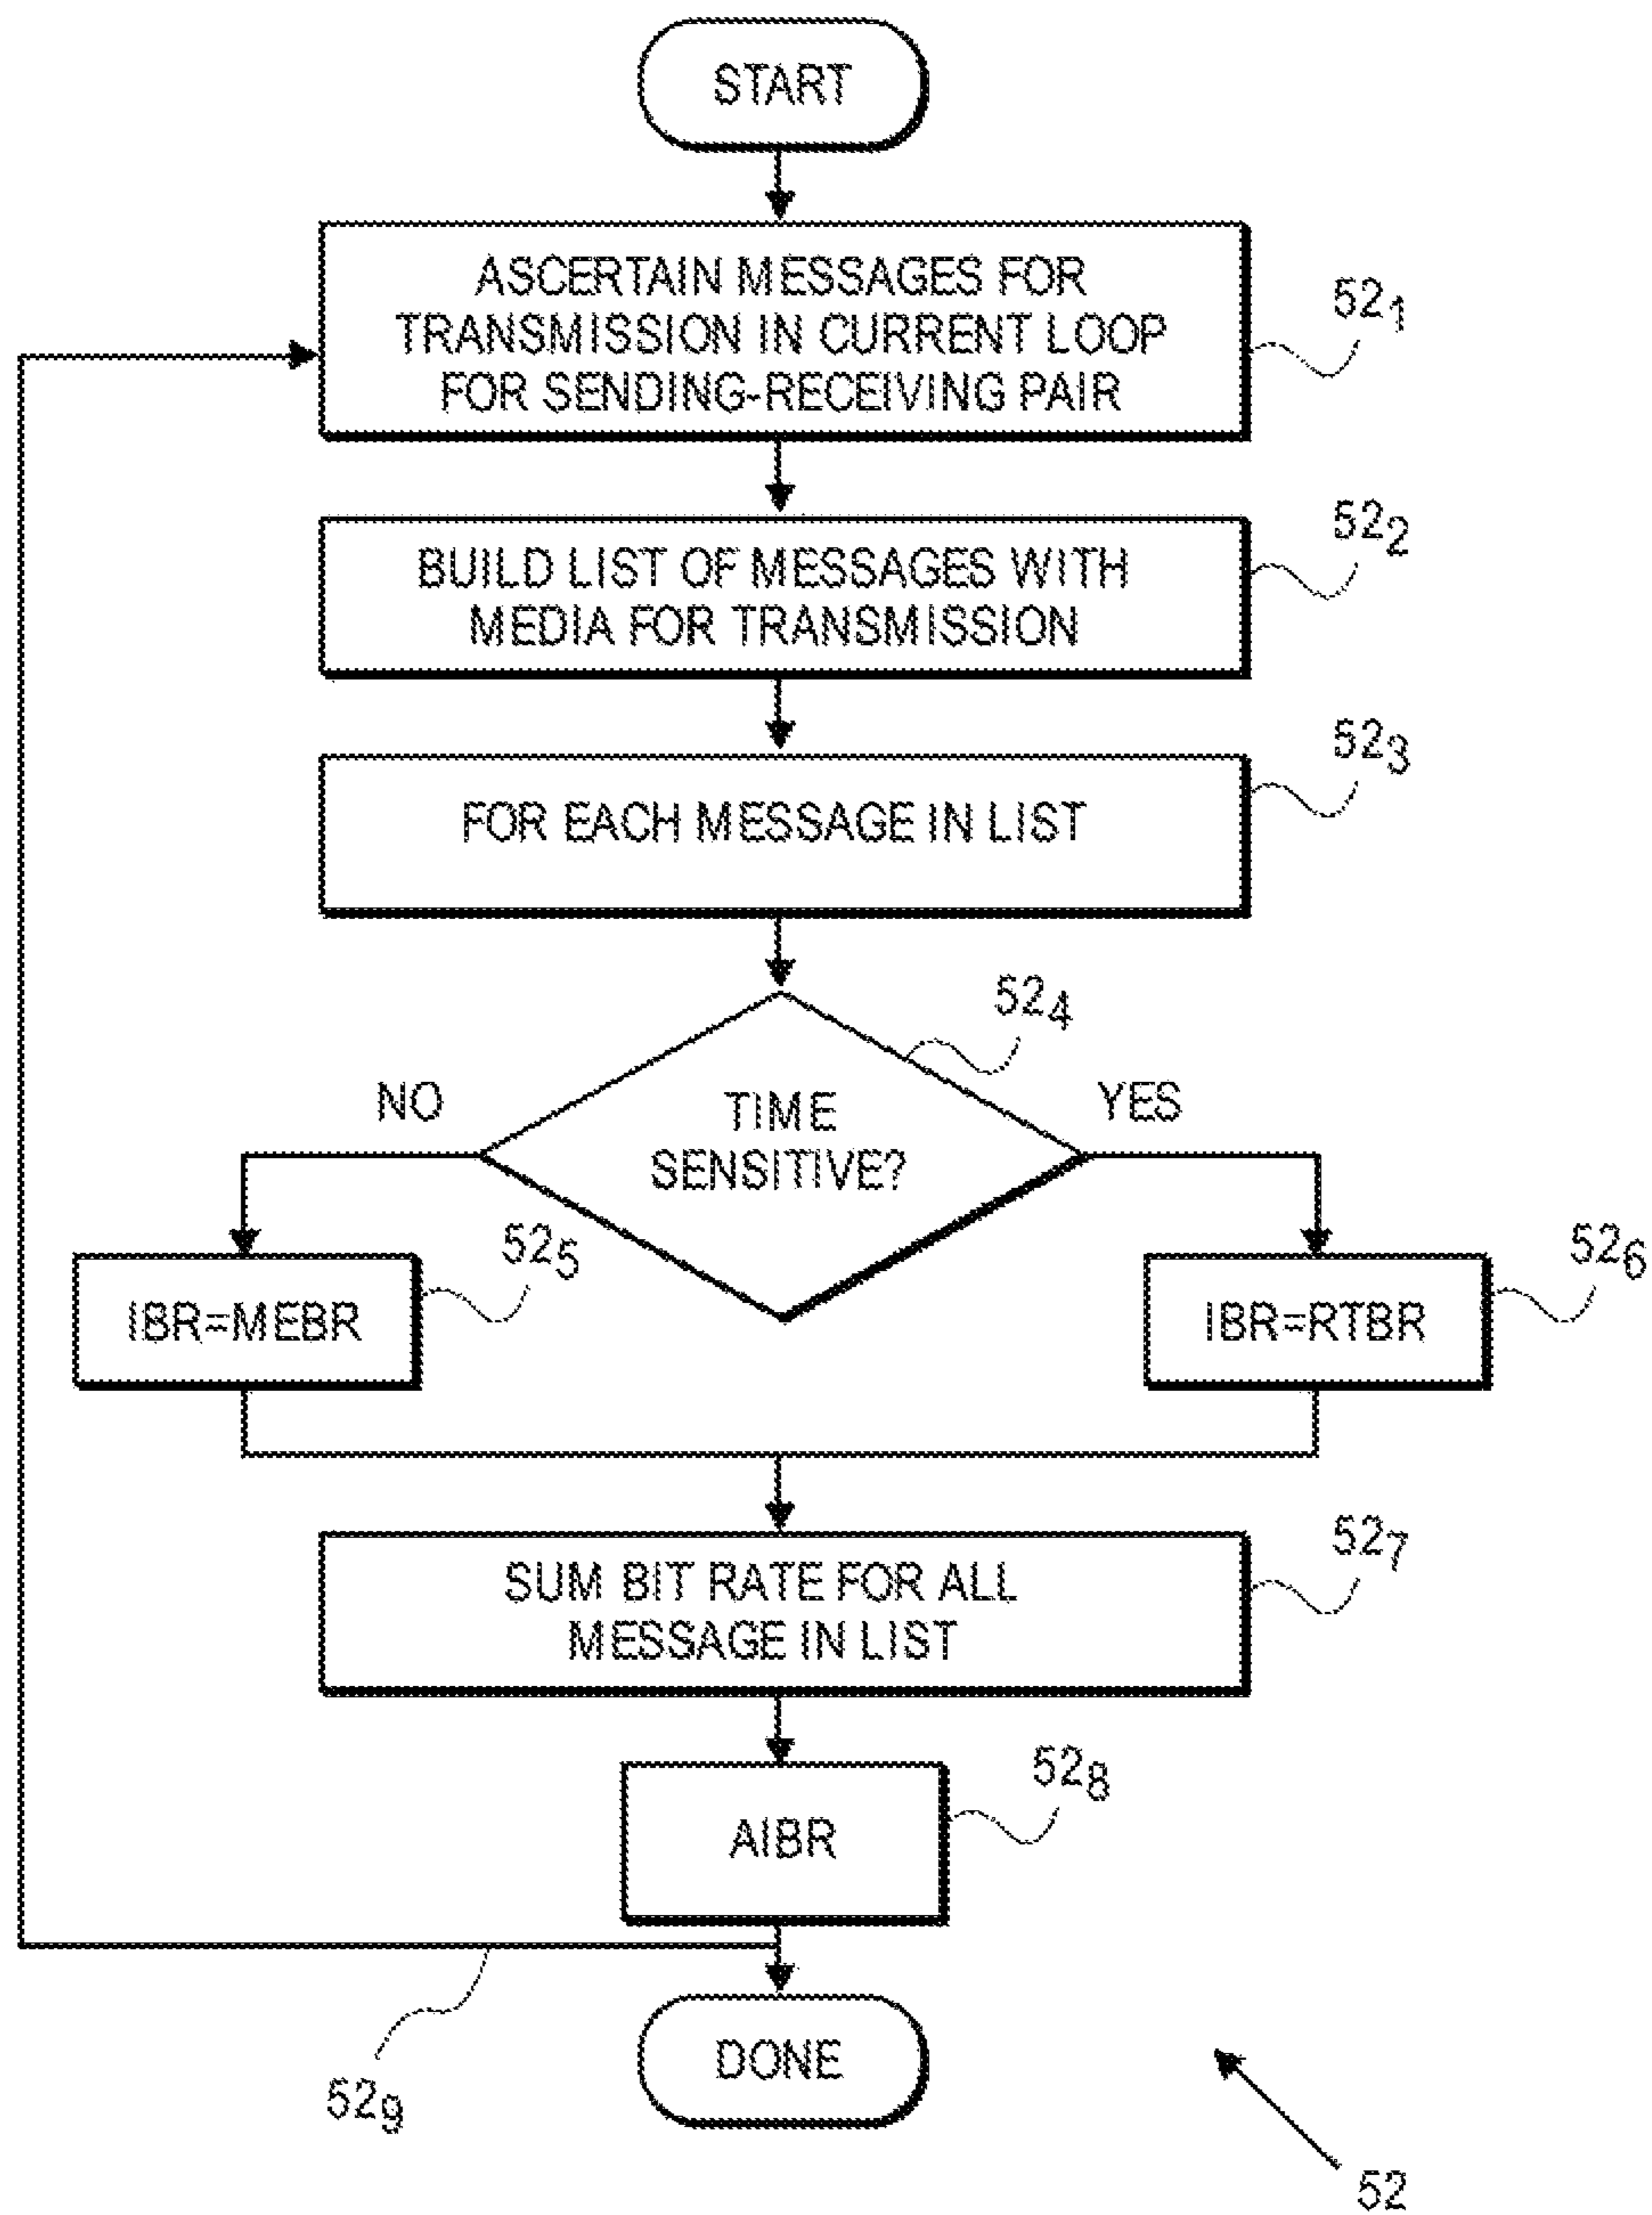 START
ASCERTAIN MESSAGES FOR
TRANSMISSION IN CURRENT LOOP
FOR SENDING-RECEIVING PAIR
52₁
BUILD LIST OF MESSAGES WITH
MEDIA FOR TRANSMISSION
52₂
FOR EACH MESSAGE IN LIST
52₃
52₄
NO
TIME
SENSITIVE?
YES
IBR=MEBR
52₅
IBR=RTBR
52₆
SUM BIT RATE FOR ALL
MESSAGE IN LIST
52₇
AIBR
52₈
DONE
52₉
52